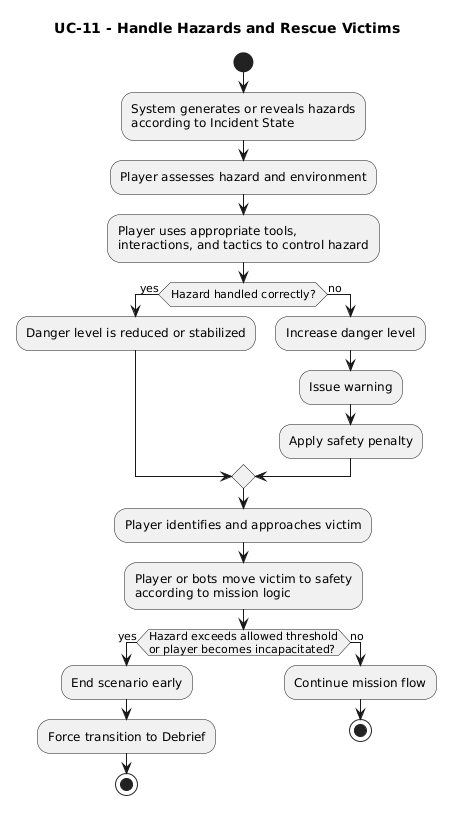 UC-11 - Handle Hazards and Rescue Victims
System generates or reveals hazards
according to Incident State
Player assesses hazard and environment
Player uses appropriate tools,
interactions, and tactics to control hazard
yes
Hazard handled correctly?
no
Danger level is reduced or stabilized
Increase danger level
Issue warning
Apply safety penalty
Player identifies and approaches victim
Player or bots move victim to safety
according to mission logic
yes
Hazard exceeds allowed threshold
or player becomes incapacitated?
no
End scenario early
Continue mission flow
Force transition to Debrief